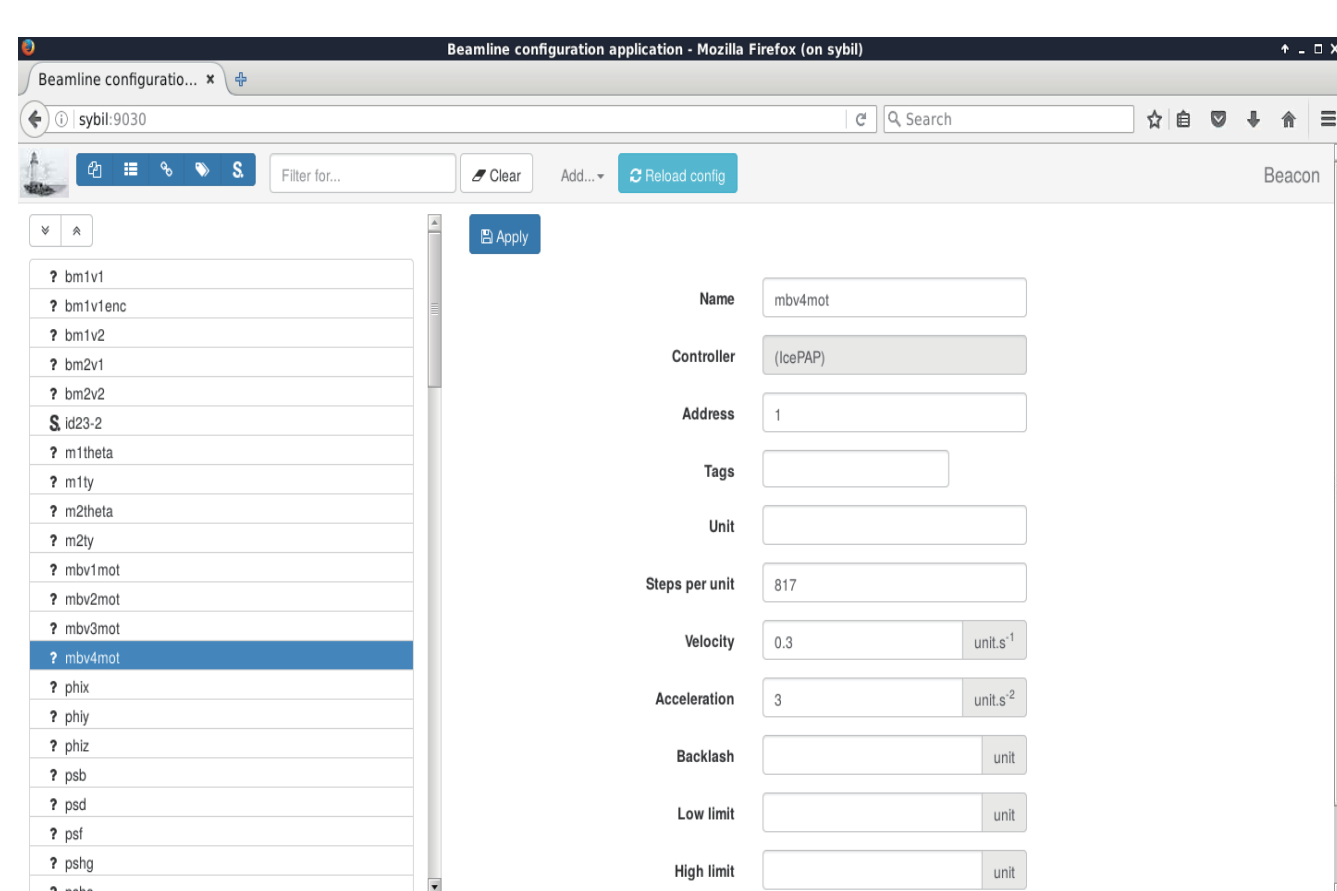 Beamline configuration application - Mozilla Firefox (on sybil)
Beamline configuratio...
sybil:9030
Search
Filter for...
Clear
Add...
Reload config
Beacon
Apply
? bm1v1
? bm1v1enc
? bm1v2
? bm2v1
? bm2v2
S. id23-2
? m1theta
? m1ty
? m2theta
? m2ty
? mbv1mot
? mbv2mot
? mbv3mot
? mbv4mot
? phix
? phiy
? phiz
? psb
? psd
? psf
? pshg
Name mbv4mot
Controller (IcePAP)
Address 1
Tags
Unit
Steps per unit 817
Velocity 0.3 unit.s-1
Acceleration 3 unit.s-2
Backlash unit
Low limit unit
High limit unit